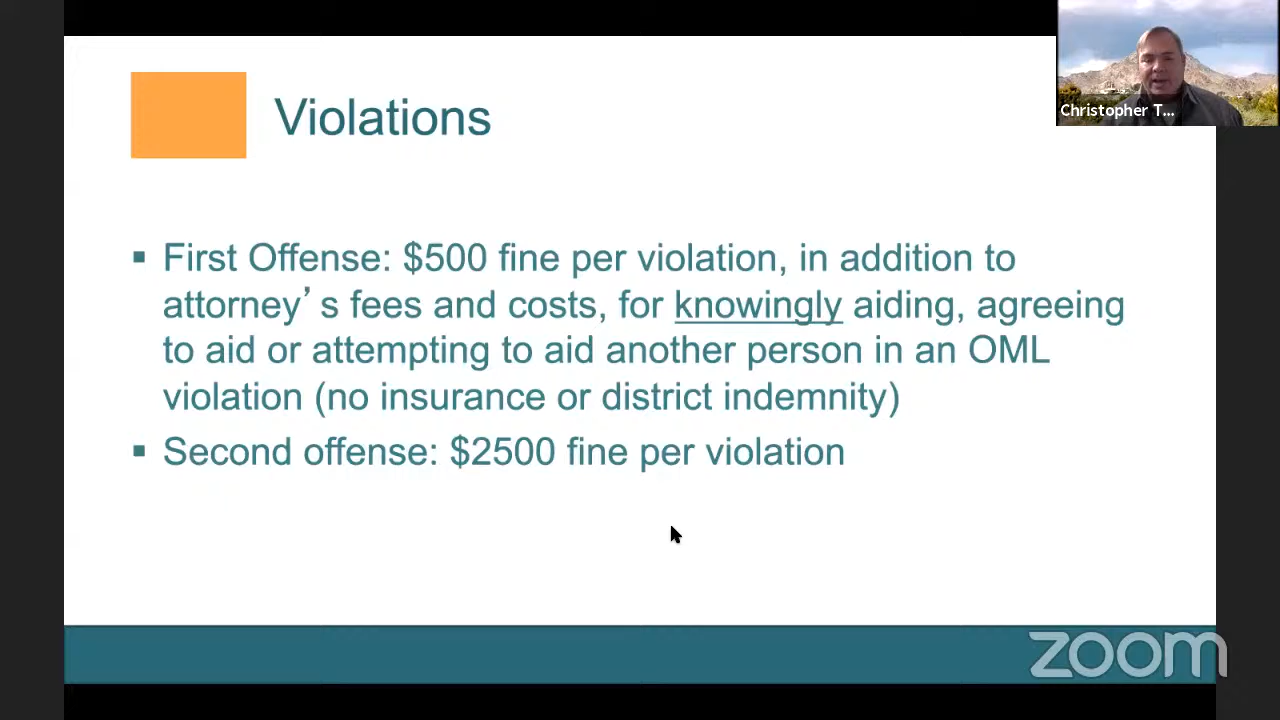 Violations
Christopher T...
▪ First Offense: $500 fine per violation, in addition to
attorney’s fees and costs, for knowingly aiding, agreeing
to aid or attempting to aid another person in an OML
violation (no insurance or district indemnity)
▪ Second offense: $2500 fine per violation
zoom